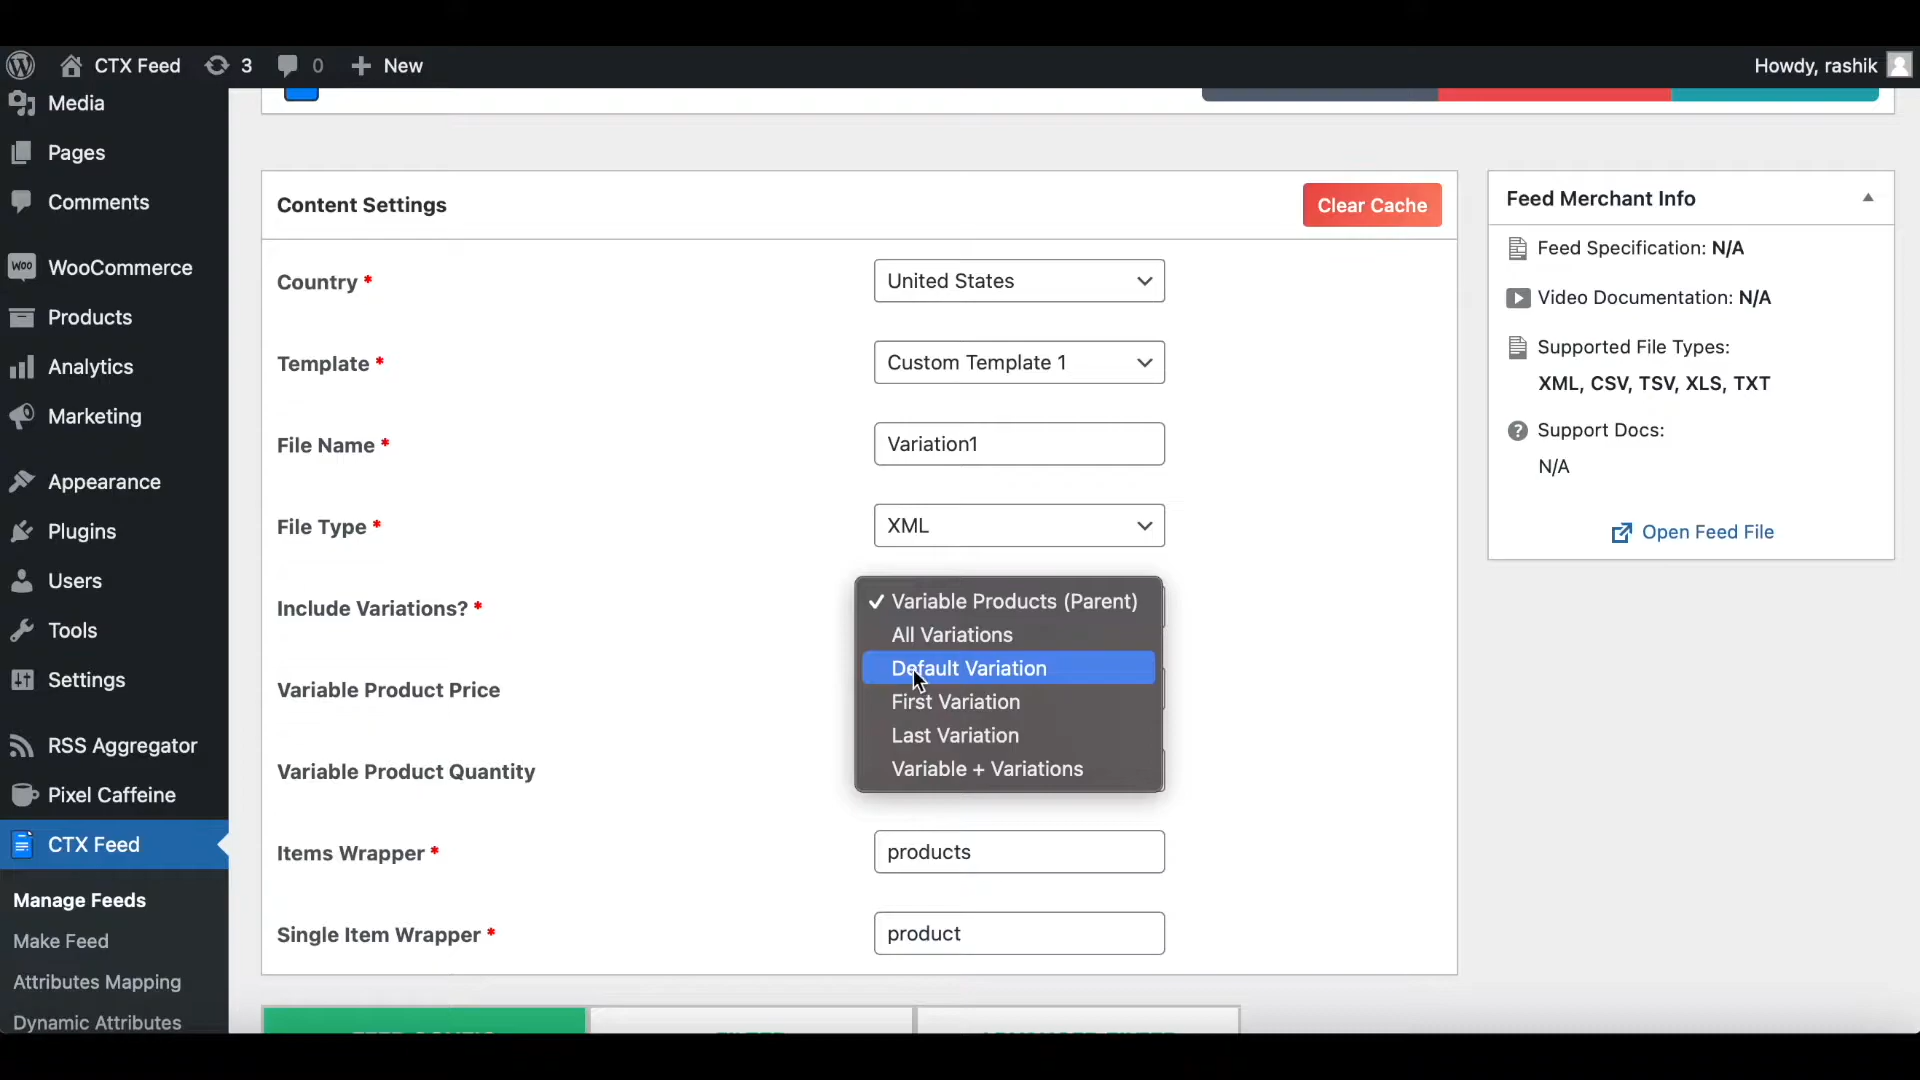 CTX Feed 3 0 New Howdy, rashik
Media
Pages
Comments
WooCommerce
Products
Analytics
Marketing
Appearance
Plugins
Users
Tools
Settings
RSS Aggregator
Pixel Caffeine
CTX Feed
Manage Feeds
Make Feed
Attributes Mapping
Dynamic Attributes
Content Settings
Clear Cache
Country *
United States
Template *
Custom Template 1
File Name *
Variation1
File Type *
XML
Include Variations? *
✓ Variable Products (Parent)
All Variations
Default Variation
First Variation
Last Variation
Variable + Variations
Variable Product Price
Variable Product Quantity
Items Wrapper *
products
Single Item Wrapper *
product
Feed Merchant Info
Feed Specification: N/A
Video Documentation: N/A
Supported File Types:
XML, CSV, TSV, XLS, TXT
Support Docs:
N/A
Open Feed File